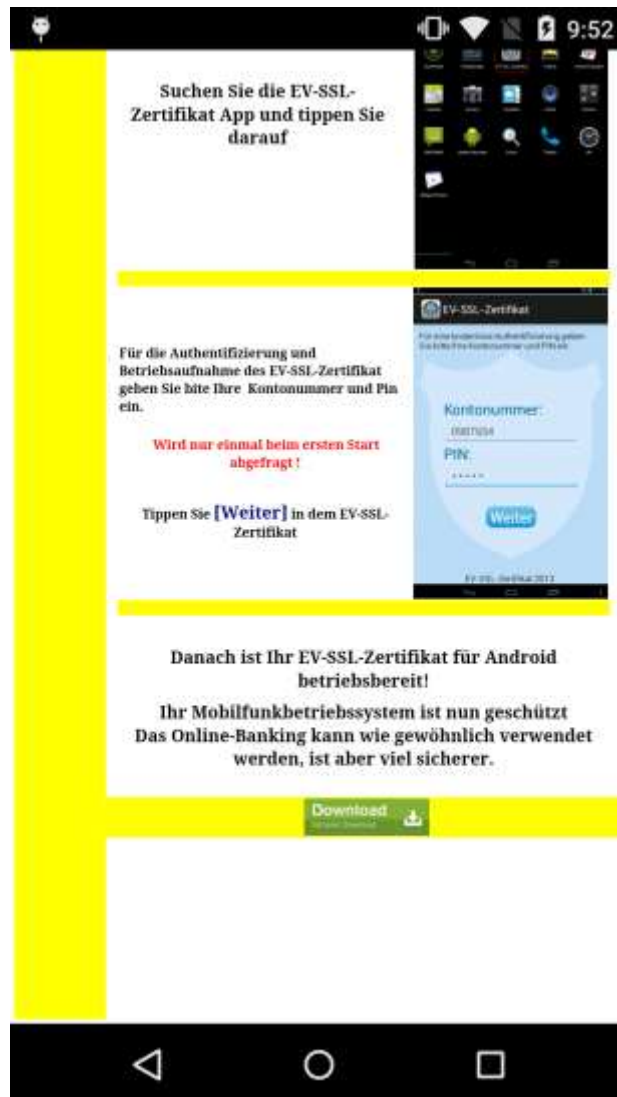 9:52
Suchen Sie die EV-SSL-
Zertifikat App und tippen Sie
darauf
EV-SSL-Zertifikat
Für die Authentifizierung und
Betriebsaufnahme des EV-SSL-Zertifikat
geben Sie bite Ihre Kontonummer und Pin
ein.
Wird nur einmal beim ersten Start
abgefragt !
Tippen Sie [Weiter] in dem EV-SSL-
Zertifikat
Kontonummer:
PIN:
*****
Weiter
EV-SSL-Zertifikat 2013
Danach ist Ihr EV-SSL-Zertifikat für Android
betriebsbereit!
Ihr Mobilfunkbetriebssystem ist nun geschützt
Das Online-Banking kann wie gewöhnlich verwendet
werden, ist aber viel sicherer.
Download